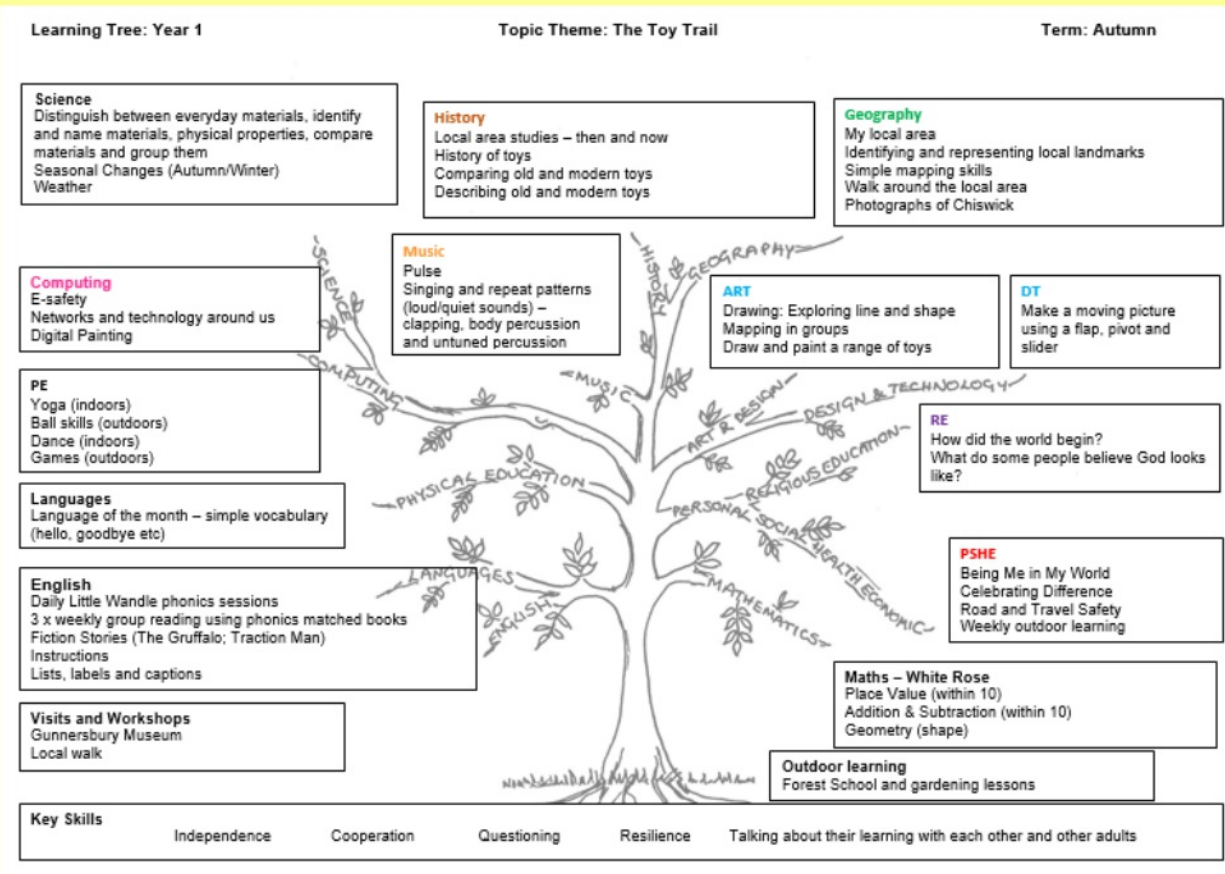 Learning Tree: Year 1
Topic Theme: The Toy Trail
Term: Autumn
Science
Distinguish between everyday materials, identify
and name materials, physical properties, compare
materials and group them
Seasonal Changes (Autumn/Winter)
Weather
History
Local area studies – then and now
History of toys
Comparing old and modern toys
Describing old and modern toys
Geography
My local area
Identifying and representing local landmarks
Simple mapping skills
Walk around the local area
Photographs of Chiswick
Computing
E-safety
Networks and technology around us
Digital Painting
Music
Pulse
Singing and repeat patterns
(loud/quiet sounds) –
clapping, body percussion
and untuned percussion
ART
Drawing: Exploring line and shape
Mapping in groups
Draw and paint a range of toys
DT
Make a moving picture
using a flap, pivot and
slider
PE
Yoga (indoors)
Ball skills (outdoors)
Dance (indoors)
Games (outdoors)
RE
How did the world begin?
What do some people believe God looks
like?
Languages
Language of the month – simple vocabulary
(hello, goodbye etc)
PSHE
Being Me in My World
Celebrating Difference
Road and Travel Safety
Weekly outdoor learning
English
Daily Little Wandle phonics sessions
3 x weekly group reading using phonics matched books
Fiction Stories (The Gruffalo; Traction Man)
Instructions
Lists, labels and captions
Maths – White Rose
Place Value (within 10)
Addition & Subtraction (within 10)
Geometry (shape)
Visits and Workshops
Gunnersbury Museum
Local walk
Outdoor learning
Forest School and gardening lessons
SCIENCE
COMPUTING
MUSIC
HISTORY
GEOGRAPHY
ART & DESIGN
DESIGN & TECHNOLOGY
RELIGIOUS EDUCATION
PERSONAL SOCIAL HEALTH ECONOMIC
PHYSICAL EDUCATION
LANGUAGES
ENGLISH
MATHEMATICS
Key Skills
Independence Cooperation Questioning Resilience Talking about their learning with each other and other adults